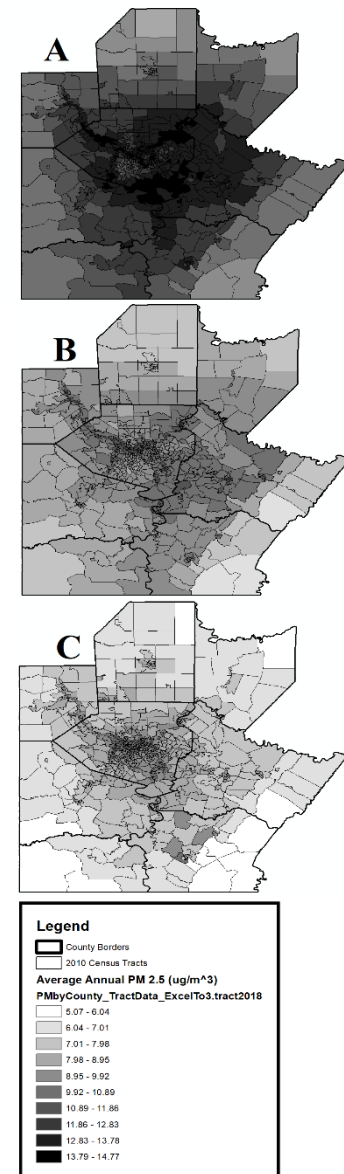 A
B
C
Legend
County Borders
2010 Census Tracts
Average Annual PM 2.5 (ug/m^3)
PMbyCounty_TractData_ExcelTo3.tract2018
5.07 - 6.04
6.04 - 7.01
7.01 - 7.98
7.98 - 8.95
8.95 - 9.92
9.92 - 10.89
10.89 - 11.86
11.86 - 12.83
12.83 - 13.78
13.79 - 14.77